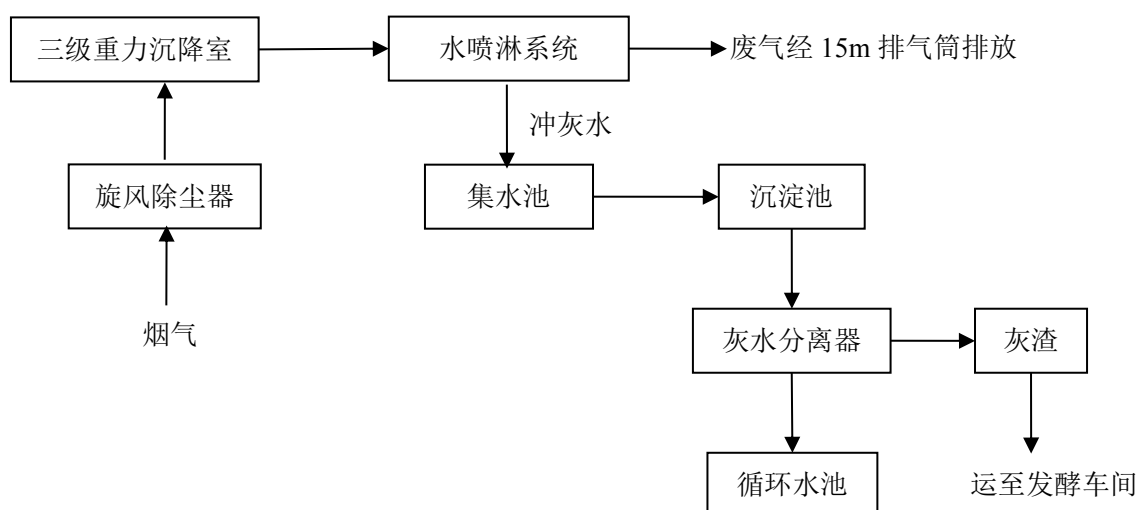 三级重力沉降室
水喷淋系统
废气经 15m 排气筒排放
冲灰水
旋风除尘器
集水池
沉淀池
烟气
灰水分离器
灰渣
循环水池
运至发酵车间